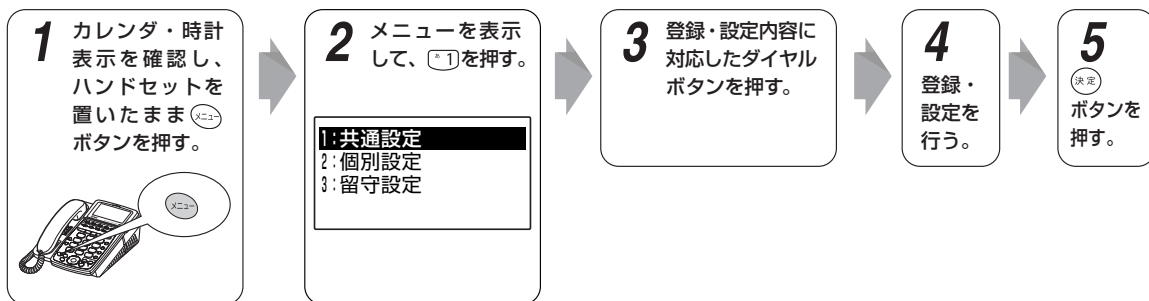 1 カレンダ・時計
表示を確認し、
ハンドセットを
置いたままメニュー
ボタンを押す。
メニュー
2 メニューを表示
して、あ1を押す。
1:共通設定
2:個別設定
3:留守設定
3 登録・設定内容に
対応したダイヤル
ボタンを押す。
4
登録・
設定を
行う。
5
決定
ボタンを
押す。